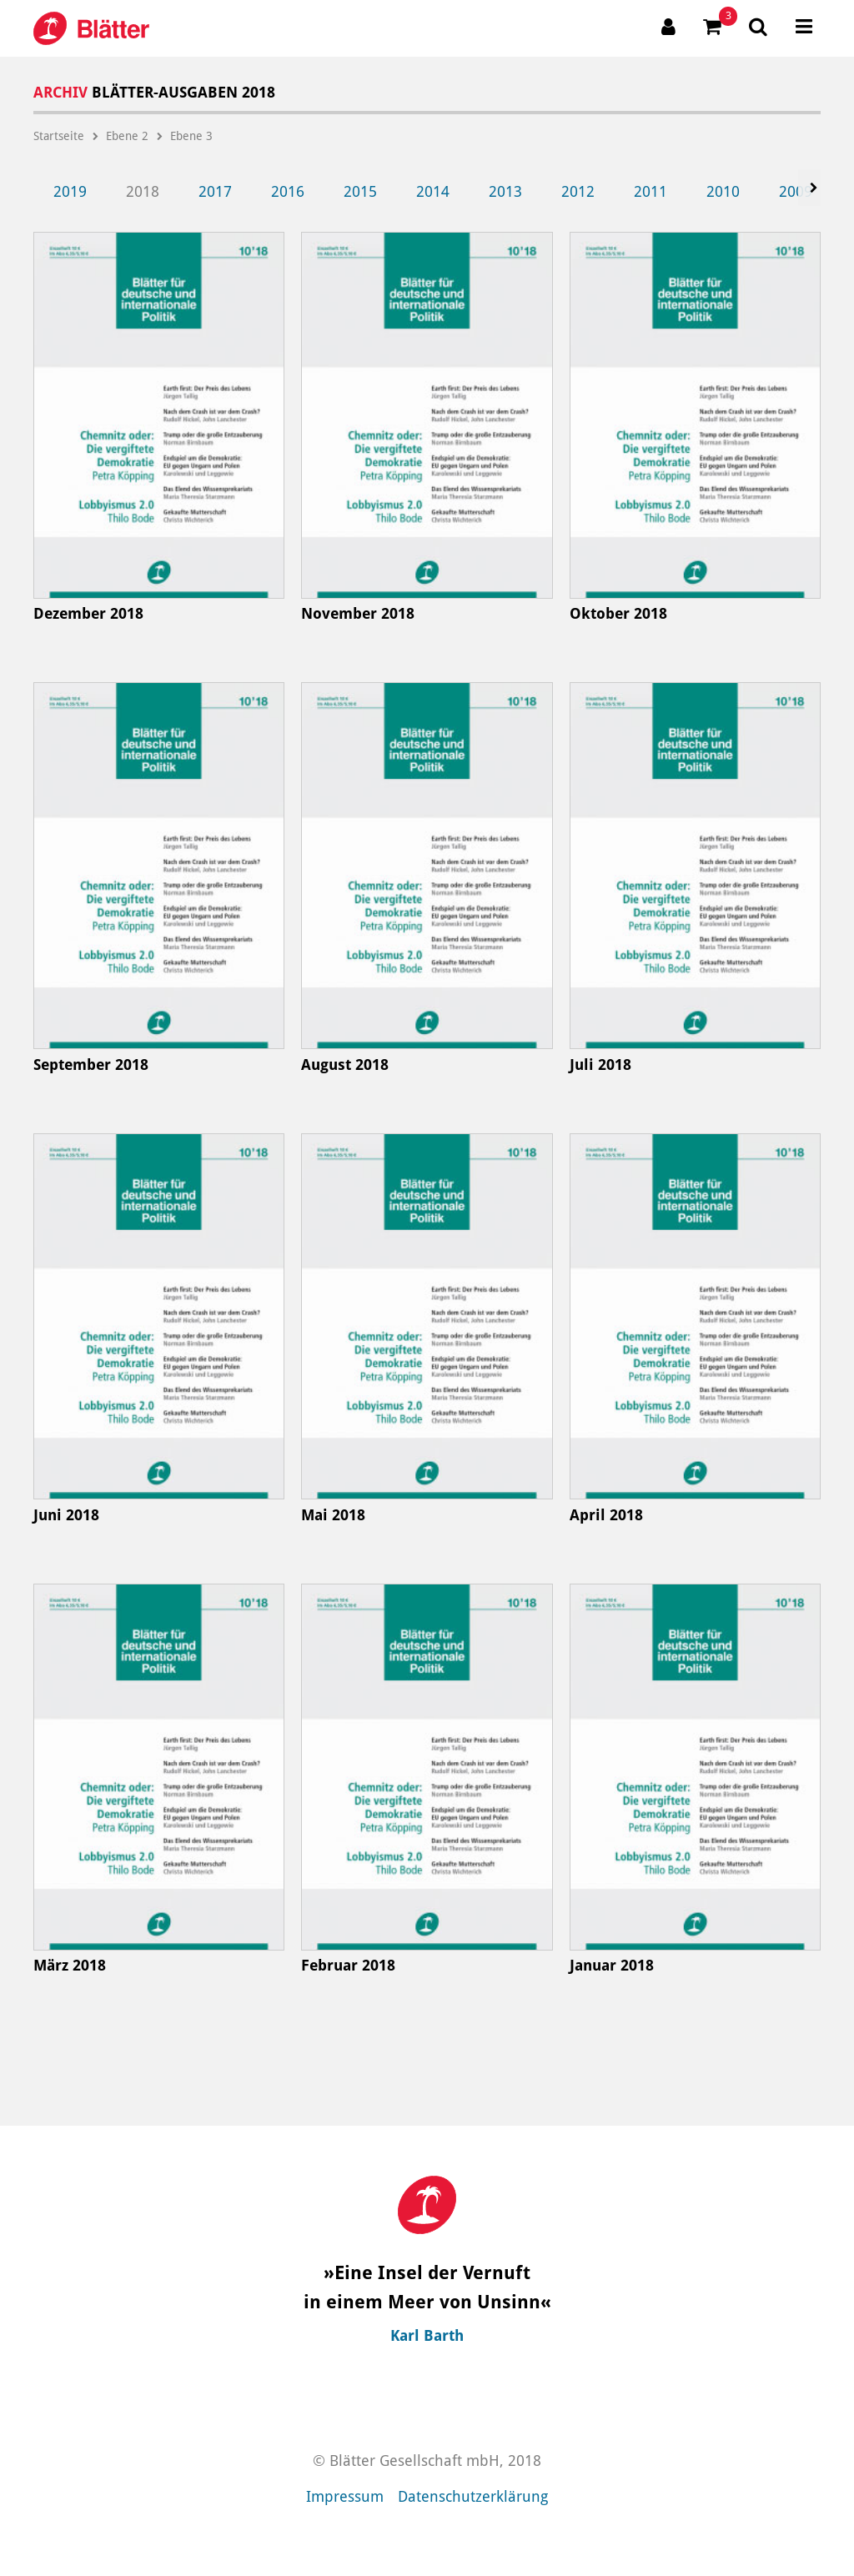 Blätter
3
ARCHIV BLÄTTER-AUSGABEN 2018
Startseite Ebene 2 Ebene 3
2019 2018 2017 2016 2015 2014 2013 2012 2011 2010
10'18 10'18 10'18
Blätter für deutsche und internationale Politik
Earth first: Der Preis des Lebens
Jürgen Tallig
Nach dem Crash ist vor dem Crash?
Rudolf Hickel, John Lanchester
Trump oder die große Entzauberung
Norman Birnbaum
Endspiel um die Demokratie:
EU gegen Ungarn und Polen
Karolewski und Leggewie
Das Elend des Wissensprekariats
Maria Theresia Starzmann
Gekaufte Mutterschaft
Christa Wichterich
Chemnitz oder:
Die vergiftete
Demokratie
Petra Köpping
Lobbyismus 2.0
Thilo Bode
Dezember 2018 November 2018 Oktober 2018
September 2018 August 2018 Juli 2018
Juni 2018 Mai 2018 April 2018
März 2018 Februar 2018 Januar 2018
»Eine Insel der Vernuft
in einem Meer von Unsinn«
Karl Barth
© Blätter Gesellschaft mbH, 2018
Impressum Datenschutzerklärung